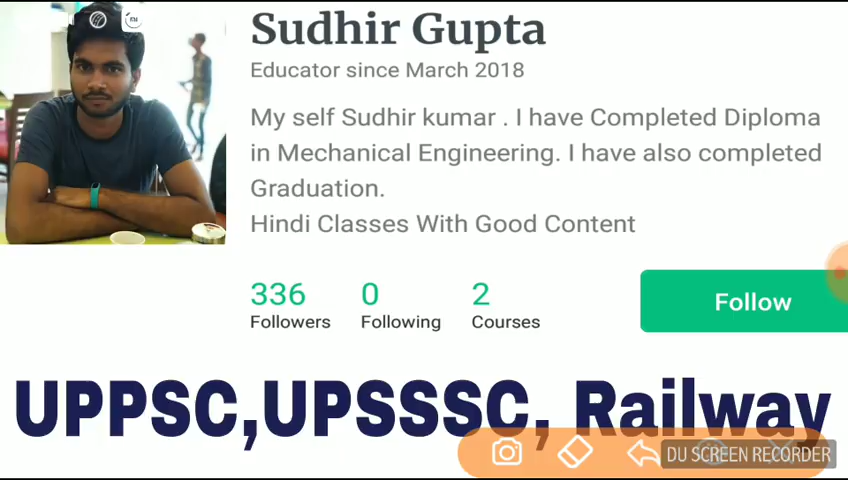 Sudhir Gupta
Educator since March 2018
My self Sudhir kumar . I have Completed Diploma
in Mechanical Engineering. I have also completed
Graduation.
Hindi Classes With Good Content
336 0 2
Followers Following Courses
Follow
UPPSC,UPSSSC, Railway
DU SCREEN RECORDER